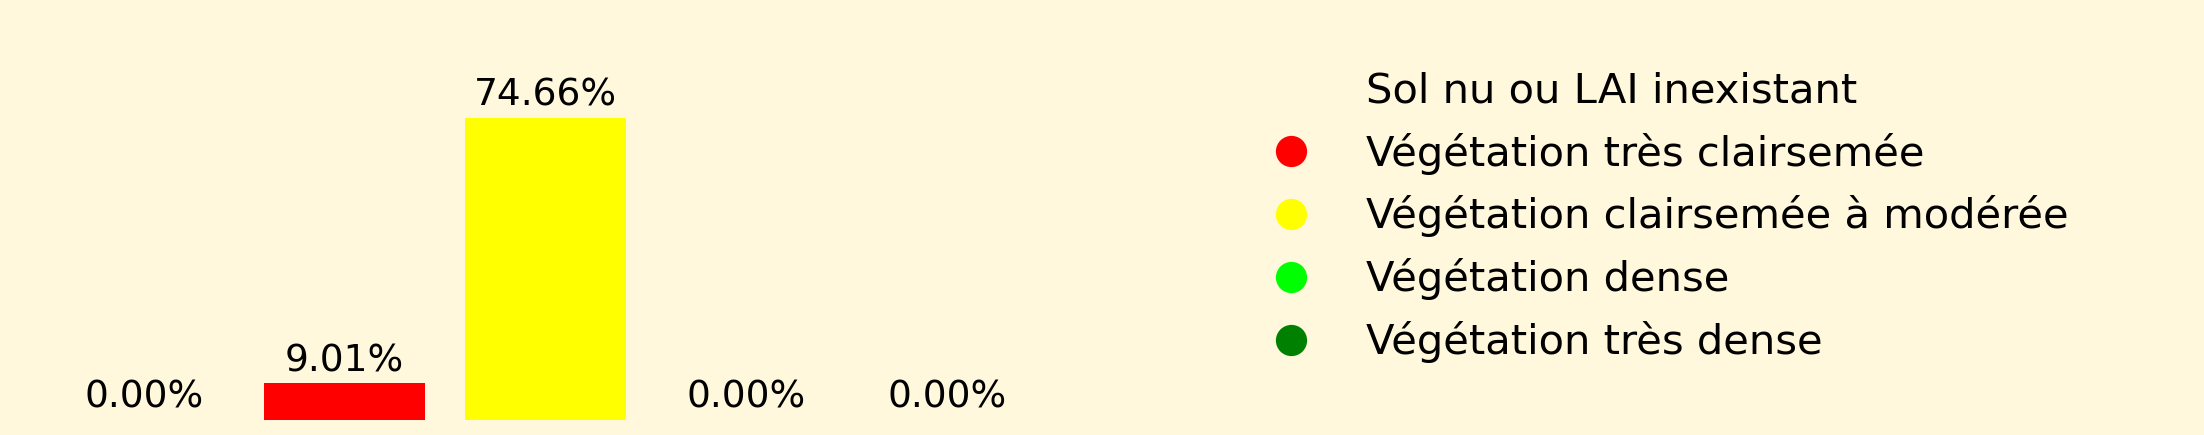 74.66%
9.01%
0.00%
0.00%
0.00%
Sol nu ou LAI inexistant
Végétation très clairsemée
Végétation clairsemée à modérée
Végétation dense
Végétation très dense